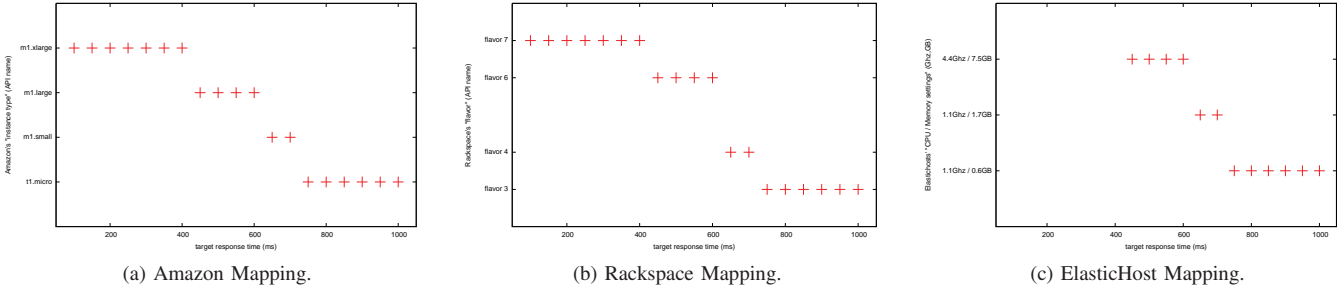 Amazon's "instance type" (API name)
m1.xlarge
m1.large
m1.small
t1.micro
200 400 600 800 1000
target response time (ms)
(a) Amazon Mapping.
Rackspace's "flavor" (API name)
flavor 7
flavor 6
flavor 4
flavor 3
200 400 600 800 1000
target response time (ms)
(b) Rackspace Mapping.
Elastichosts' "CPU / Memory settings" (Ghz,GB)
4.4Ghz / 7.5GB
1.1Ghz / 1.7GB
1.1Ghz / 0.6GB
200 400 600 800 1000
target response time (ms)
(c) ElasticHost Mapping.